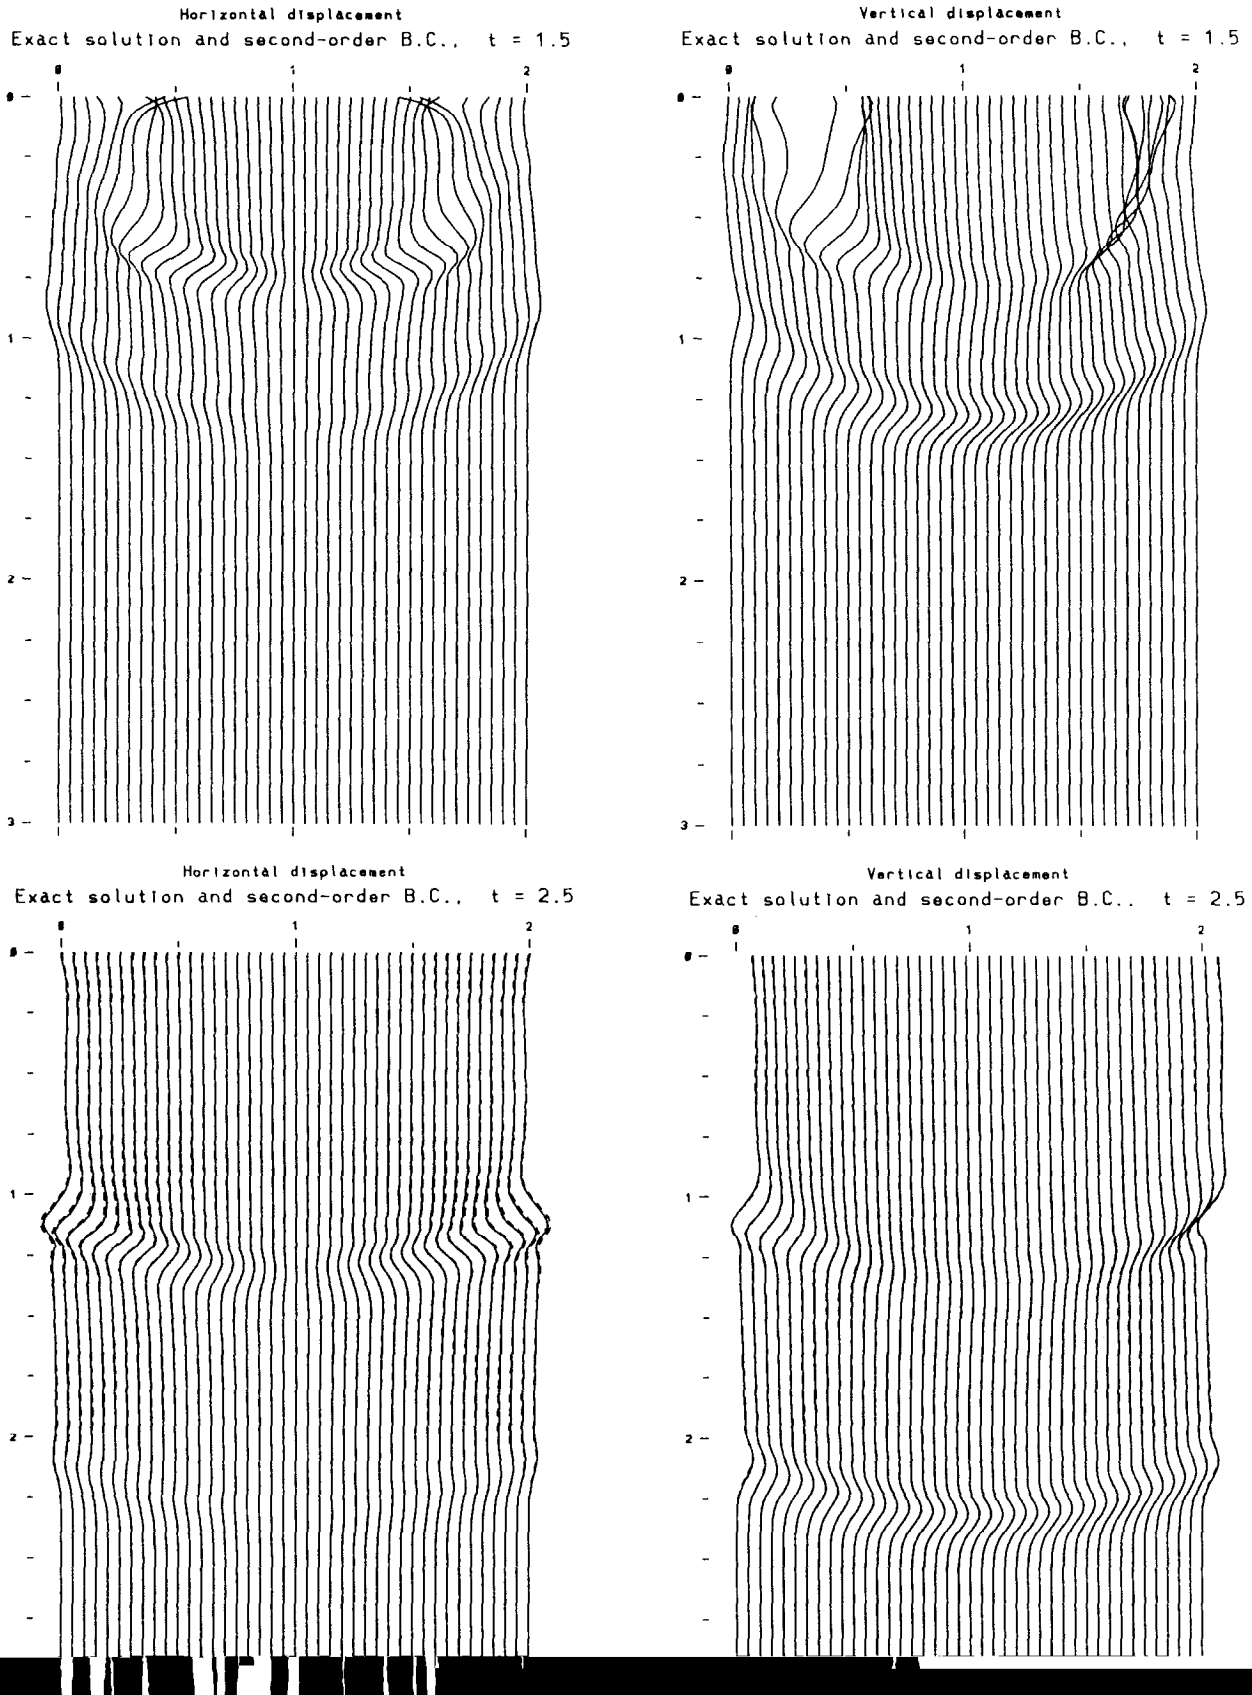 Horizontal displacement
Exact solution and second-order B.C., t = 1.5
0 1 2
0
1
2
3
Vertical displacement
Exact solution and second-order B.C., t = 1.5
0 1 2
0
1
2
3
Horizontal displacement
Exact solution and second-order B.C., t = 2.5
0 1 2
0
1
2
Vertical displacement
Exact solution and second-order B.C.. t = 2.5
0 1 2
0
1
2